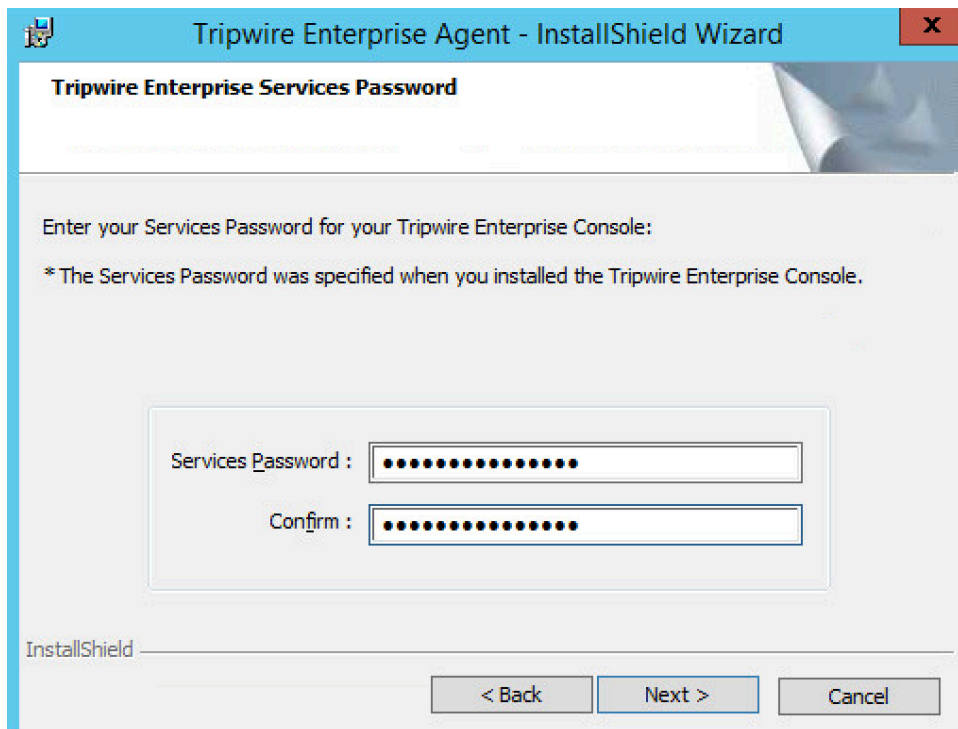 Tripwire Enterprise Agent - InstallShield Wizard
x
Tripwire Enterprise Services Password
Enter your Services Password for your Tripwire Enterprise Console:
* The Services Password was specified when you installed the Tripwire Enterprise Console.
Services Password : •••••••••••••••
Confirm : •••••••••••••••
InstallShield
< Back Next > Cancel